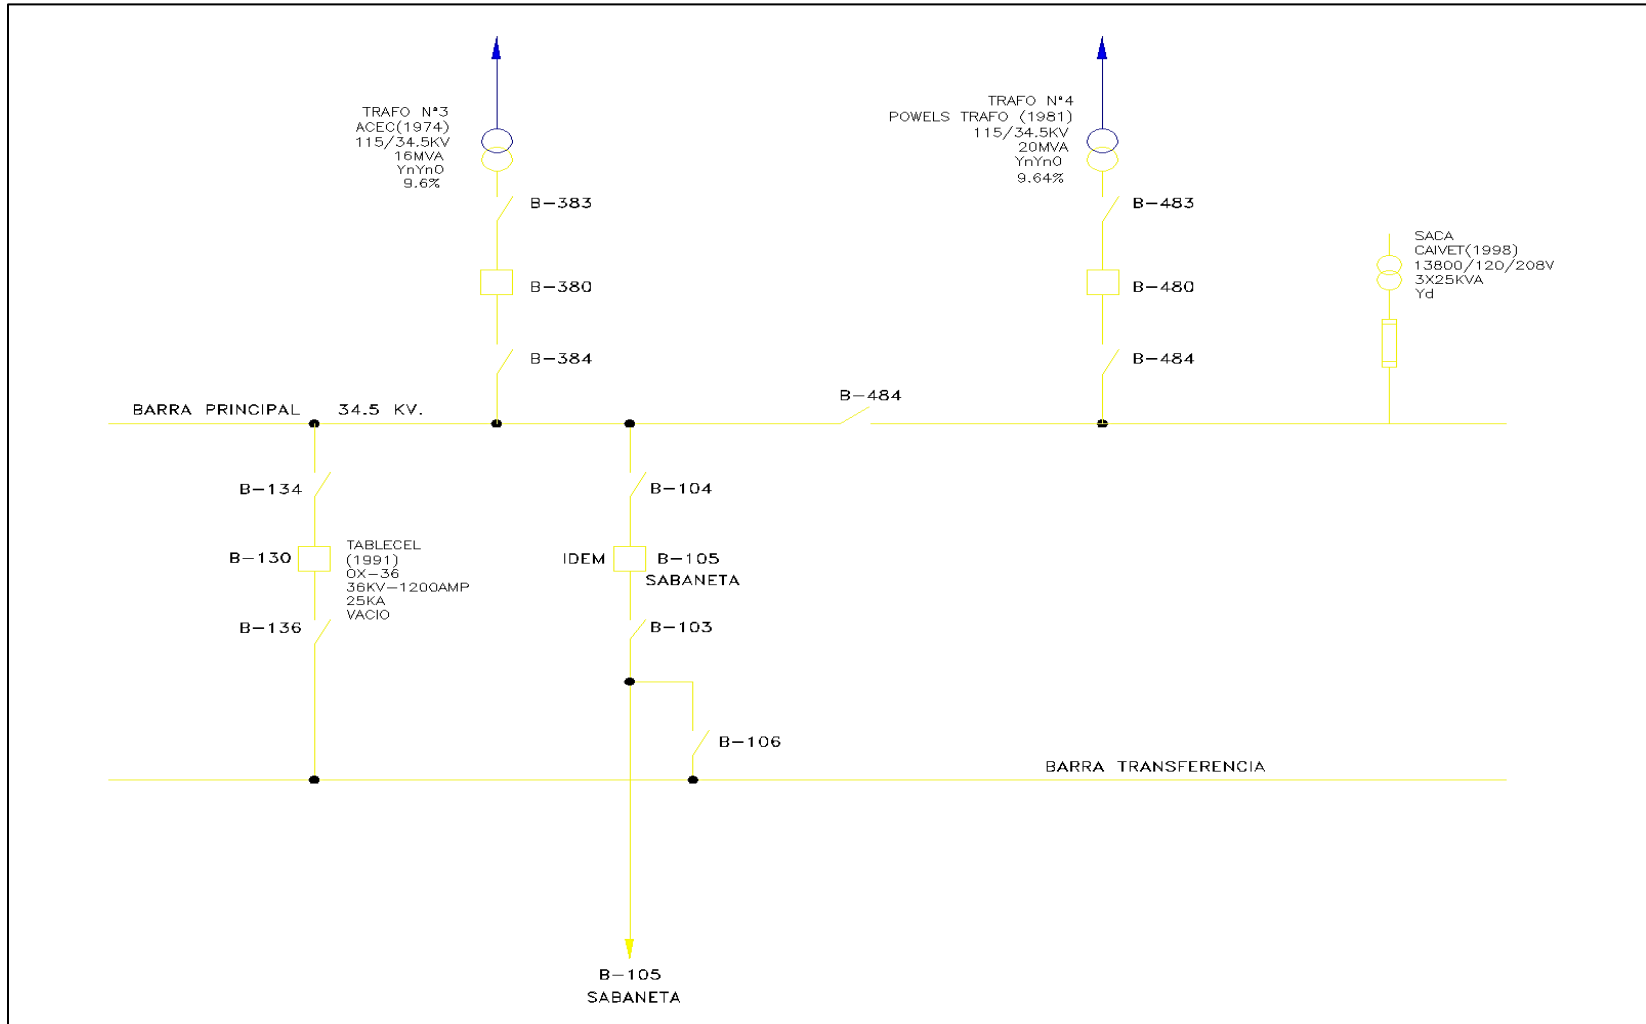 TRAFO N°3
ACEC(1974)
115/34.5KV
16MVA
YnYn0
9.6%
TRAFO N°4
POWELS TRAFO (1981)
115/34.5KV
20MVA
YnYn0
9.64%
B-383
B-483
SACA
CAIVET(1998)
13800/120/208V
3X25KVA
Yd
B-380
B-480
B-384
B-484
B-484
BARRA PRINCIPAL 34.5 KV.
B-134
B-104
B-130
TABLECEL
(1991)
OX-36
36KV-1200AMP
25KA
VACIO
IDEM
B-105
SABANETA
B-136
B-103
B-106
BARRA TRANSFERENCIA
B-105
SABANETA